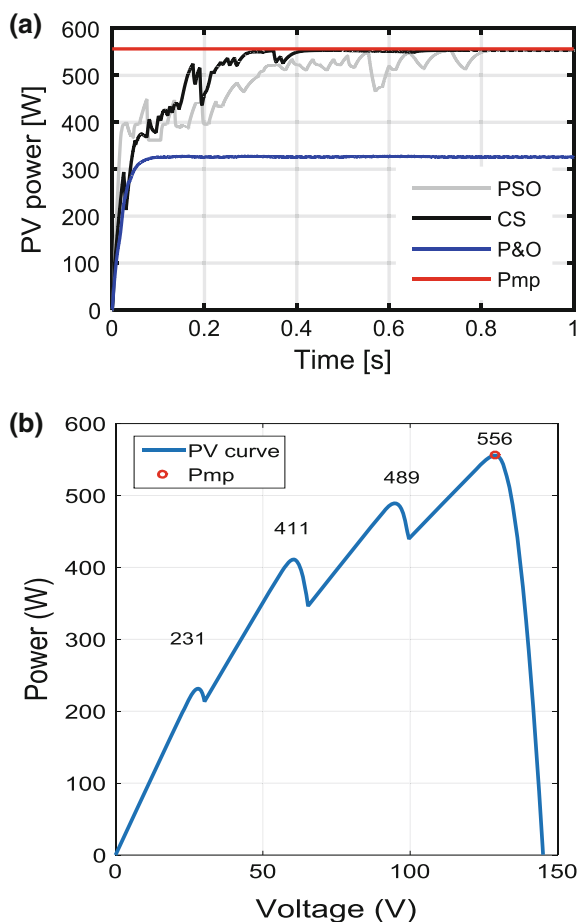 (a)
600
500
400
300
200
100
0
PV power [W]
PSO
CS
P&O
Pmp
0 0.2 0.4 0.6 0.8 1
Time [s]
(b)
600
500
400
300
200
100
0
Power (W)
PV curve
Pmp
231
411
489
556
0 50 100 150
Voltage (V)